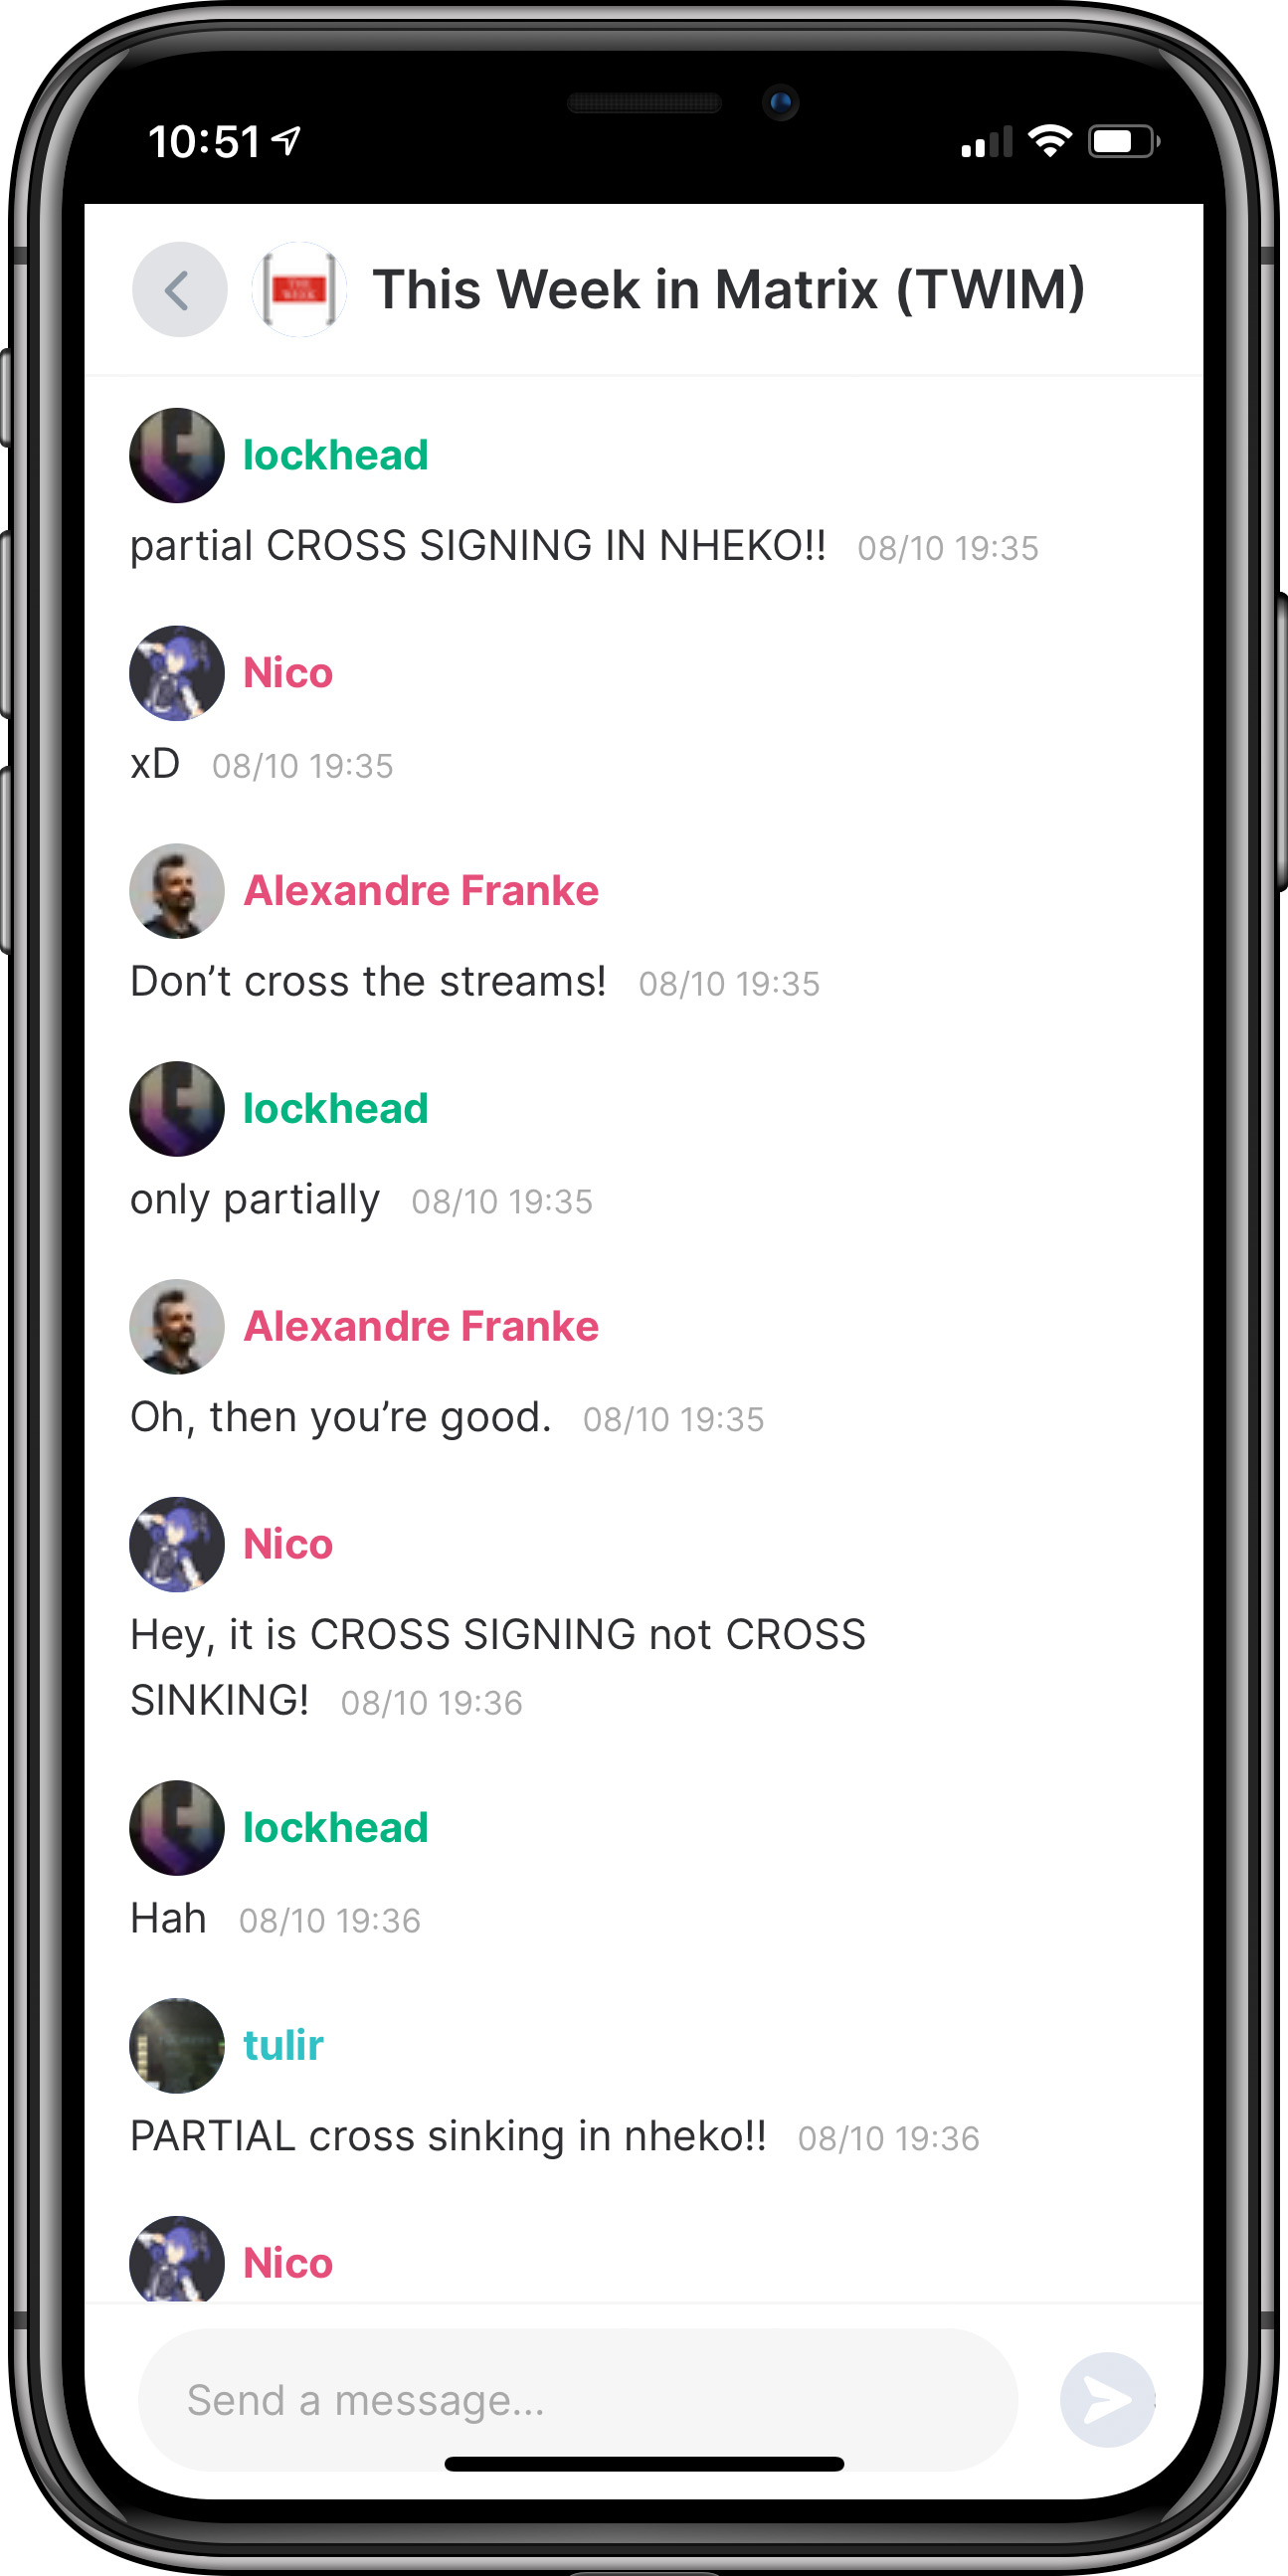 10:51
THE
WEEK
This Week in Matrix (TWIM)
lockhead
partial CROSS SIGNING IN NHEKO!! 08/10 19:35
Nico
xD 08/10 19:35
Alexandre Franke
Don’t cross the streams! 08/10 19:35
lockhead
only partially 08/10 19:35
Alexandre Franke
Oh, then you’re good. 08/10 19:35
Nico
Hey, it is CROSS SIGNING not CROSS
SINKING! 08/10 19:36
lockhead
Hah 08/10 19:36
tulir
PARTIAL cross sinking in nheko!! 08/10 19:36
Nico
Send a message...